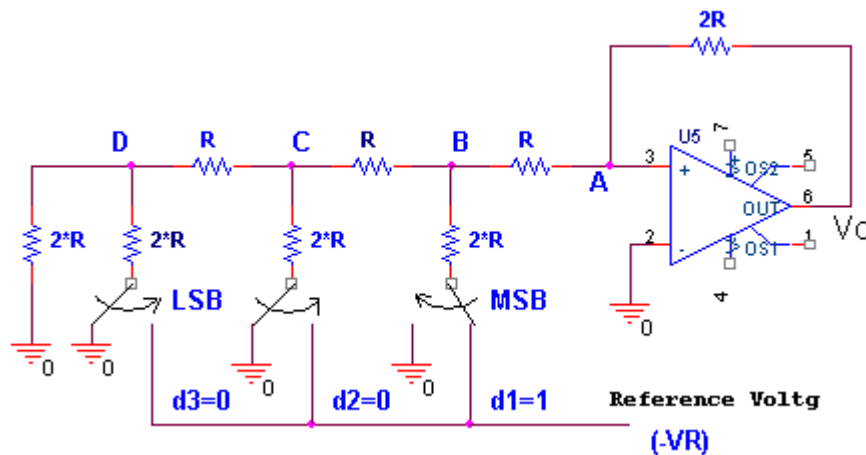 2R
D R C R B R A
U5 7
3 + OS2 5
OUT 6
Vo
2 - OS1 1
4
0
2*R 2*R 2*R 2*R
LSB MSB
0 0 0 0
d3=0 d2=0 d1=1 Reference Voltg
(-VR)